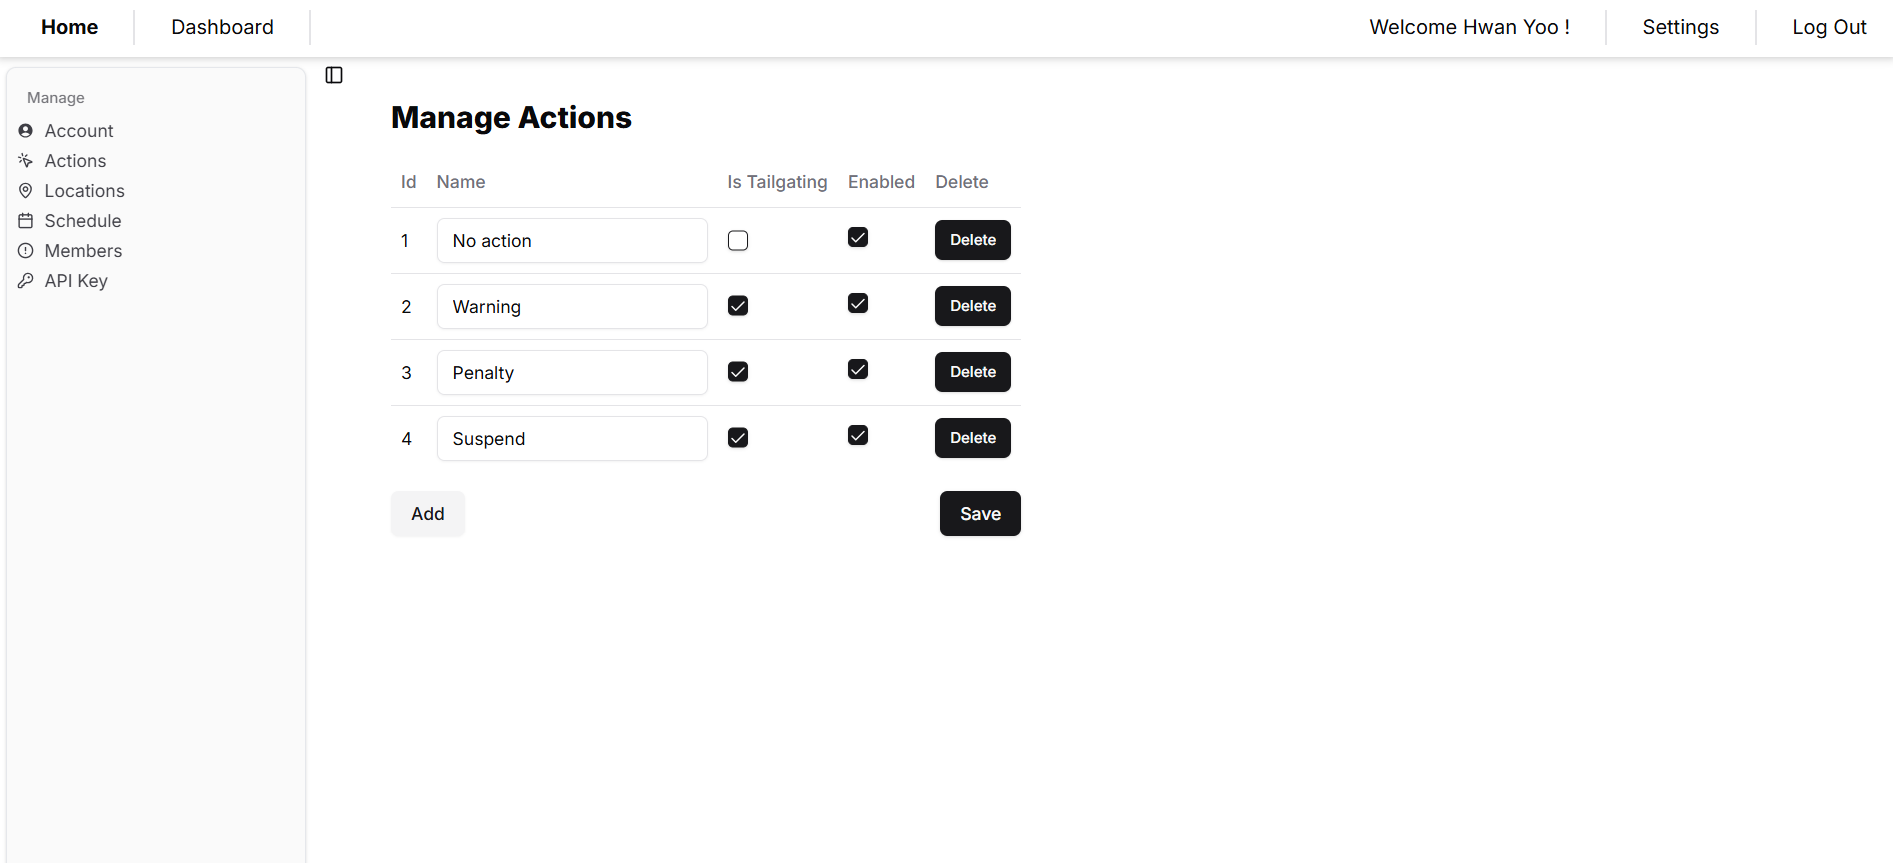 Home Dashboard Welcome Hwan Yoo ! Settings Log Out
Manage
Account
Actions
Locations
Schedule
Members
API Key
Manage Actions
Id Name Is Tailgating Enabled Delete
1 No action Delete
2 Warning Delete
3 Penalty Delete
4 Suspend Delete
Add Save